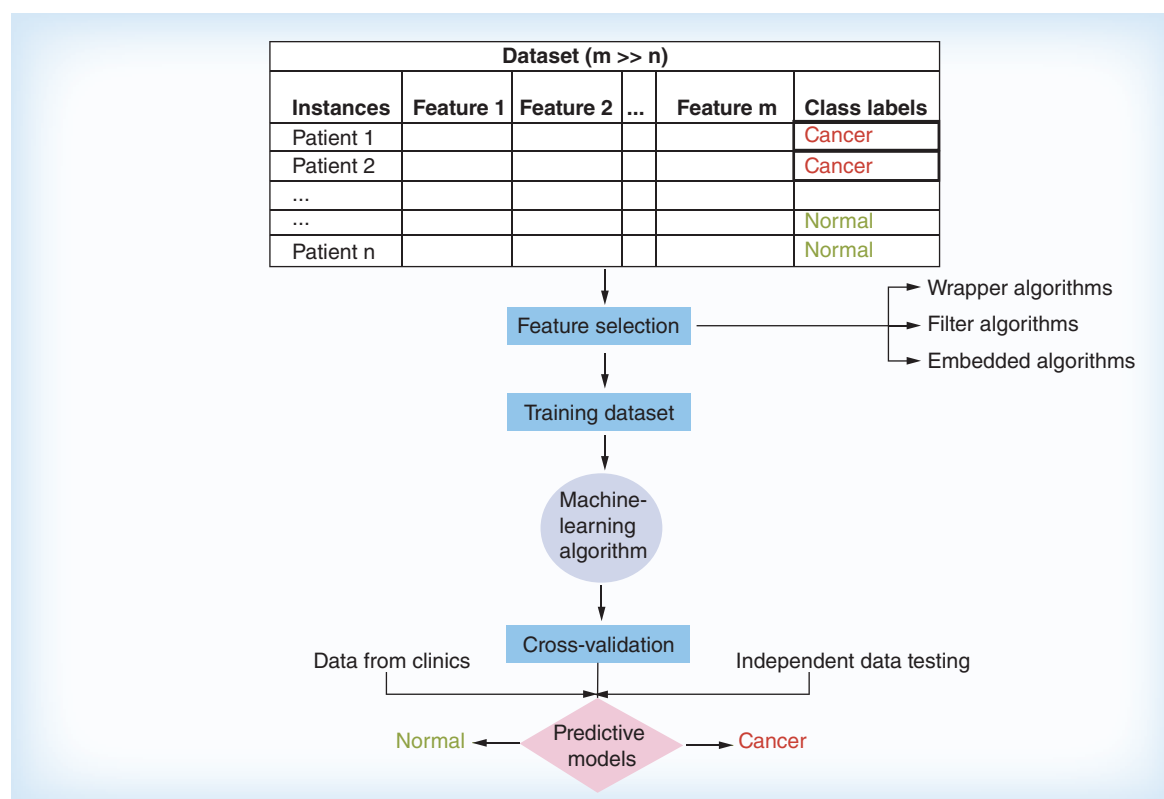 Dataset (m >> n)
Instances Feature 1 Feature 2 ... Feature m Class labels
Patient 1 Cancer
Patient 2 Cancer
...
... Normal
Patient n Normal
Feature selection
Wrapper algorithms
Filter algorithms
Embedded algorithms
Training dataset
Machine-
learning
algorithm
Cross-validation
Data from clinics
Independent data testing
Normal
Predictive
models
Cancer